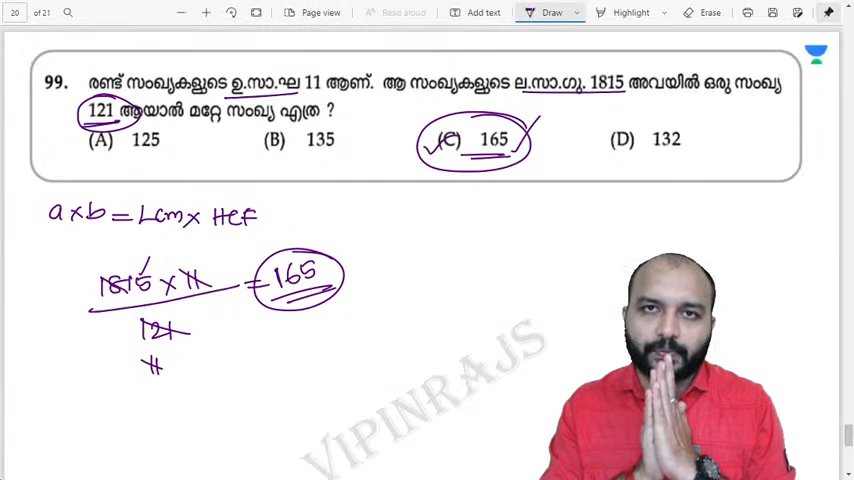 20 of 21 Page view Read aloud Add text Draw Highlight Erase
99. രണ്ട് സംഖ്യകളുടെ ഉ.സാ.ഘ 11 ആണ്. ആ സംഖ്യകളുടെ ല.സാ.ഗു. 1815 അവയിൽ ഒരു സംഖ്യ
121 ആയാൽ മറ്റേ സംഖ്യ എത്ര ?
(A) 125 (B) 135 (C) 165 (D) 132
a x b = Lcm x HCF
1815 x 11 = 165
121
11
VIPINRAJS